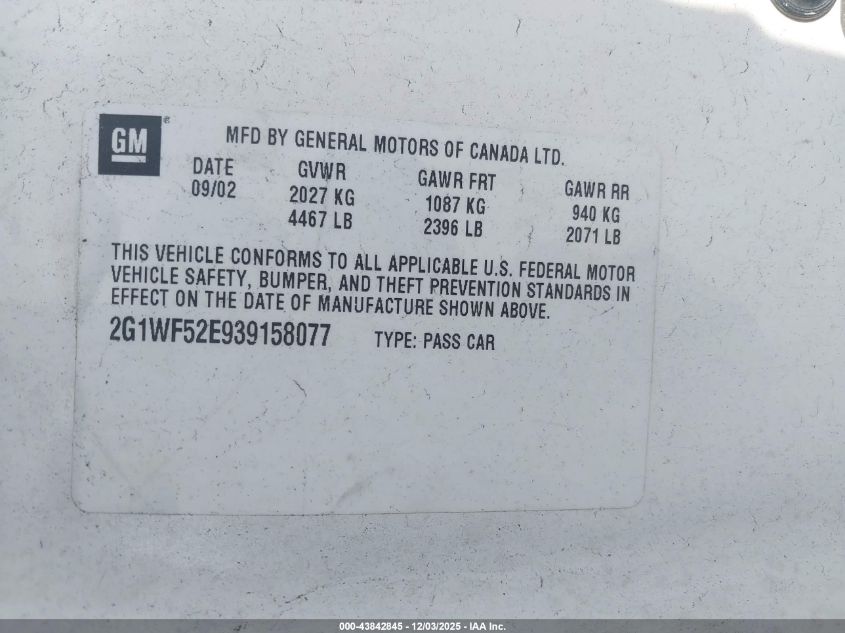 GM®
MFD BY GENERAL MOTORS OF CANADA LTD.
DATE GVWR GAWR FRT GAWR RR
09/02 2027 KG 1087 KG 940 KG
4467 LB 2396 LB 2071 LB
THIS VEHICLE CONFORMS TO ALL APPLICABLE U.S. FEDERAL MOTOR
VEHICLE SAFETY, BUMPER, AND THEFT PREVENTION STANDARDS IN
EFFECT ON THE DATE OF MANUFACTURE SHOWN ABOVE.
2G1WF52E939158077 TYPE: PASS CAR
000-43842845 - 12/03/2025 - IAA Inc.